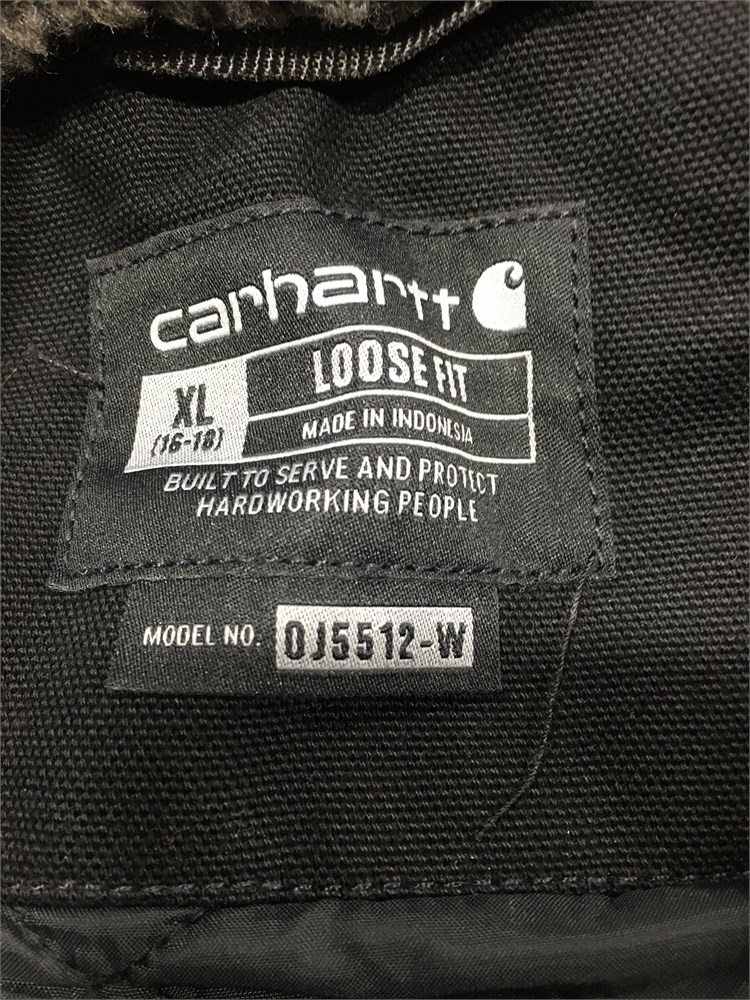 carhartt
XL
(16-18)
LOOSE FIT
MADE IN INDONESIA
BUILT TO SERVE AND PROTECT
HARDWORKING PEOPLE
MODEL NO. OJ5512-W